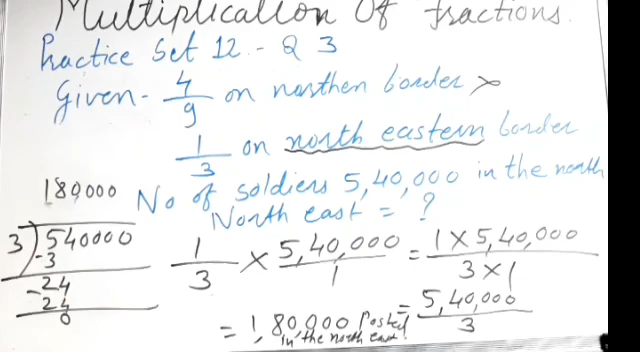 Multiplication Of fractions.
Practice Set 12 - Q 3
Given - 4/9 on northen border
1/3 on north eastern border
No of soldiers 5,40,000 in the north
North east = ?
1/3 × 5,40,000/1 = 1 × 5,40,000/3 × 1
= 5,40,000/3
= 1,80,000 Posted
in the north east
180000
3)540000
-3
-24
24
0